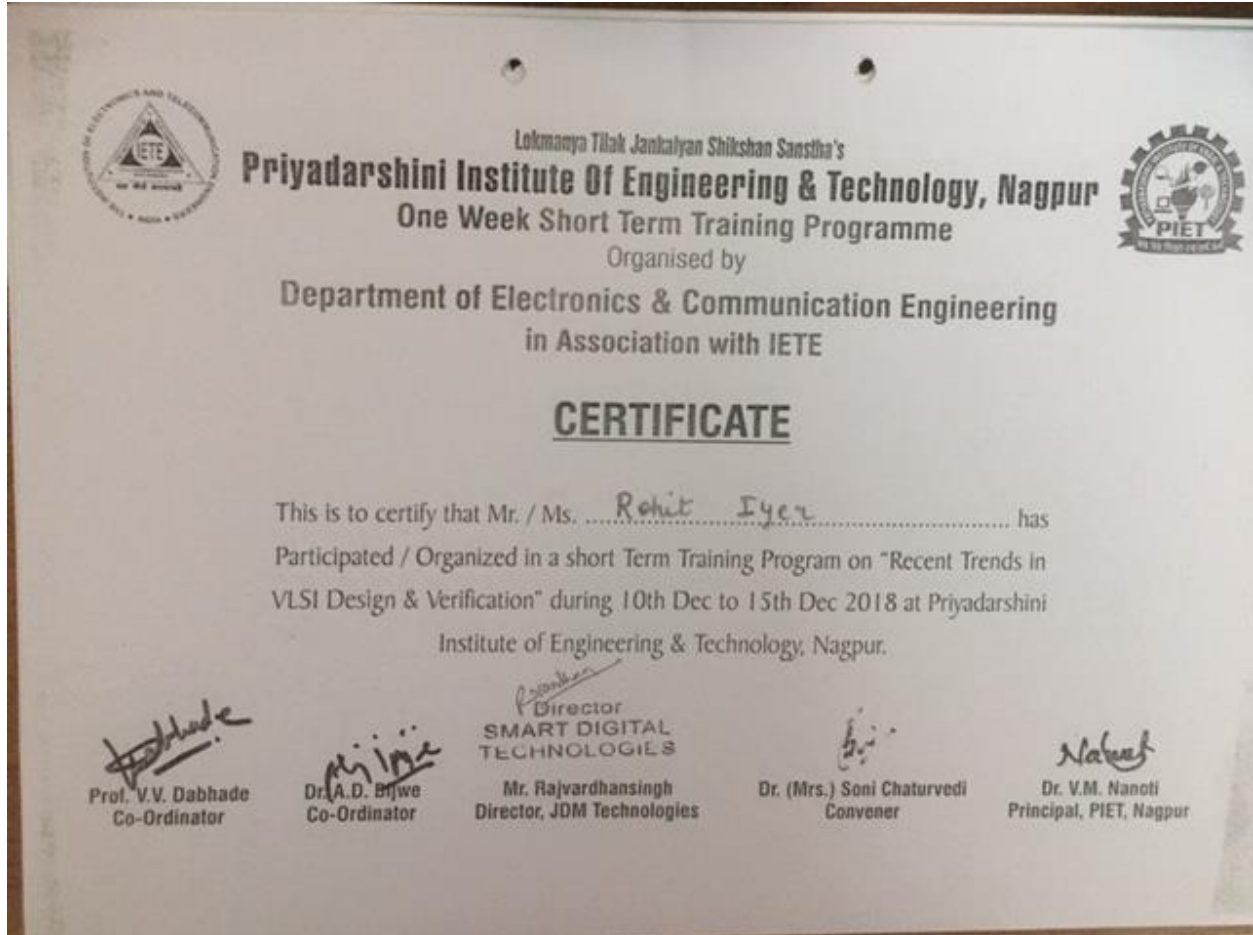 Lokmanya Tilak Jankalyan Shikshan Sanstha's
Priyadarshini Institute Of Engineering & Technology, Nagpur
One Week Short Term Training Programme
Organised by
Department of Electronics & Communication Engineering
in Association with IETE
IETE
PIET
CERTIFICATE
This is to certify that Mr. / Ms. Rohit Iyer has
Participated / Organized in a short Term Training Program on "Recent Trends in
VLSI Design & Verification" during 10th Dec to 15th Dec 2018 at Priyadarshini
Institute of Engineering & Technology, Nagpur.
Director
SMART DIGITAL
TECHNOLOGIES
Prof. V.V. Dabhade
Co-Ordinator
Dr. A.D. Bijwe
Co-Ordinator
Mr. Rajvardhansingh
Director, JDM Technologies
Dr. (Mrs.) Soni Chaturvedi
Convener
Dr. V.M. Nanoti
Principal, PIET, Nagpur